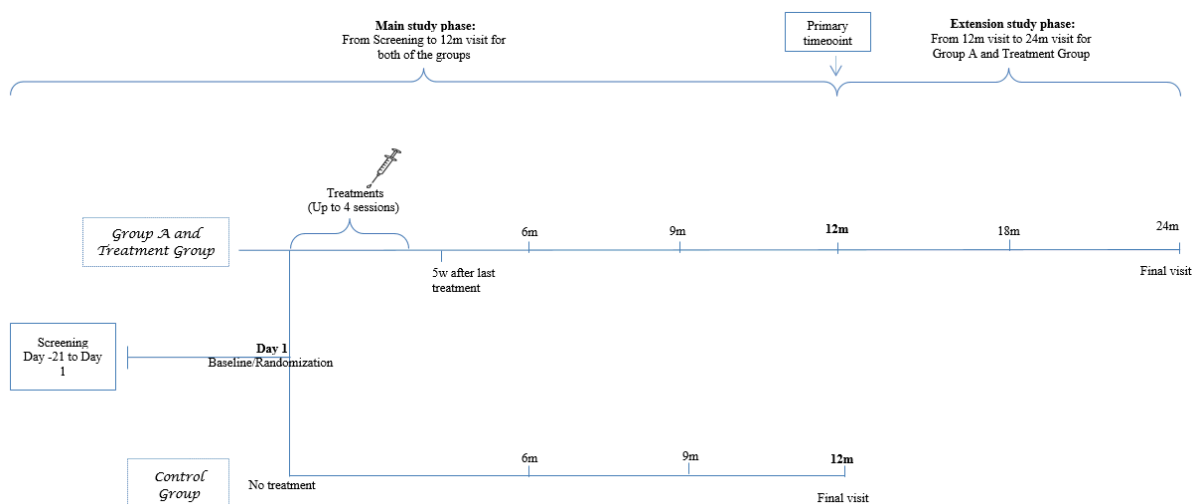 Main study phase:
From Screening to 12m visit for
both of the groups
Primary
timepoint
Extension study phase:
From 12m visit to 24m visit for
Group A and Treatment Group
Treatments
(Up to 4 sessions)
Group A and
Treatment Group
6m
9m
12m
18m
24m
5w after last
treatment
Final visit
Screening
Day -21 to Day
1
Day 1
Baseline/Randomization
Control
Group
No treatment
6m
9m
12m
Final visit